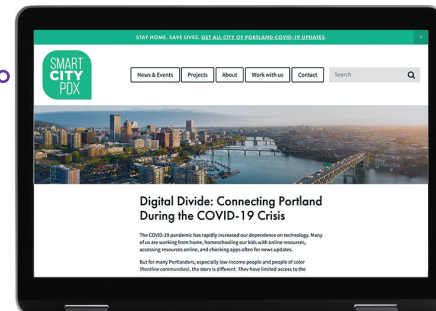 STAY HOME. SAVE LIVES. GET ALL CITY OF PORTLAND COVID-19 UPDATES.
SMART
CITY
PDX
News & Events
Projects
About
Work with us
Contact
Search
Digital Divide: Connecting Portland
During the COVID-19 Crisis
The COVID-19 pandemic has rapidly increased our dependence on technology. Many
of us are working from home, homeschooling our kids with online resources,
accessing resources online, and checking apps often for news updates.
But for many Portlanders, especially low-income people and people of color
(frontline communities), the story is different. They have limited access to the